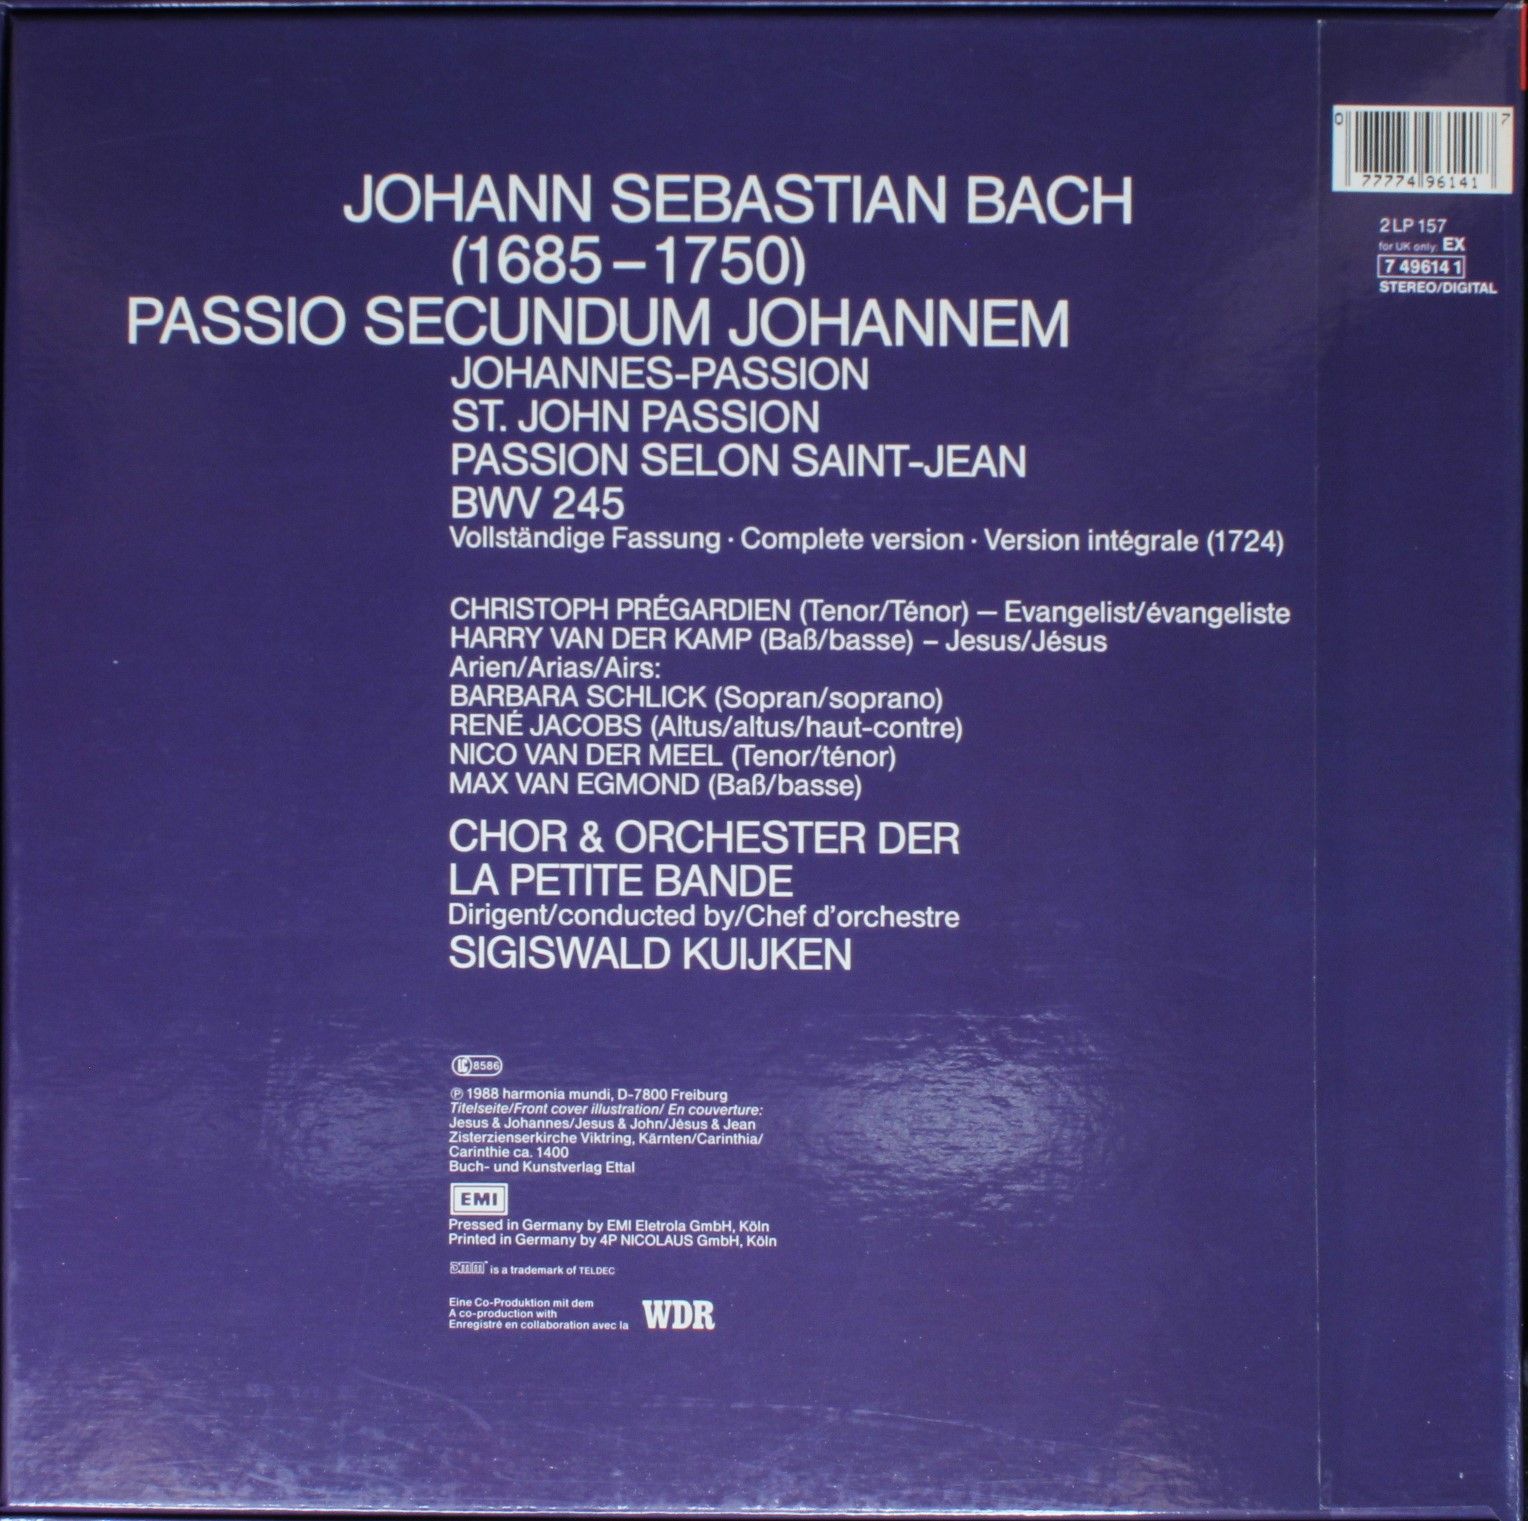 JOHANN SEBASTIAN BACH
(1685–1750)
PASSIO SECUNDUM JOHANNEM
JOHANNES-PASSION
ST. JOHN PASSION
PASSION SELON SAINT-JEAN
BWV 245
Vollständige Fassung · Complete version · Version intégrale (1724)
CHRISTOPH PRÉGARDIEN (Tenor/Ténor) – Evangelist/évangeliste
HARRY VAN DER KAMP (Baß/basse) – Jesus/Jésus
Arien/Arias/Airs:
BARBARA SCHLICK (Sopran/soprano)
RENÉ JACOBS (Altus/altus/haut-contre)
NICO VAN DER MEEL (Tenor/ténor)
MAX VAN EGMOND (Baß/basse)
CHOR & ORCHESTER DER
LA PETITE BANDE
Dirigent/conducted by/Chef d'orchestre
SIGISWALD KUIJKEN
LC 8586
℗ 1988 harmonia mundi, D-7800 Freiburg
Titelseite/Front cover illustration/ En couverture:
Jesus & Johannes/Jesus & John/Jésus & Jean
Zisterzienserkirche Viktring, Kärnten/Carinthia/
Carinthie ca. 1400
Buch- und Kunstverlag Ettal
EMI
Pressed in Germany by EMI Eletrola GmbH, Köln
Printed in Germany by 4P NICOLAUS GmbH, Köln
DMM is a trademark of TELDEC
Eine Co-Produktion mit dem
A co-production with
Enregistré en collaboration avec la
WDR
0 77774 96141 7
2 LP 157
for UK only: EX
7 49614 1
STEREO/DIGITAL